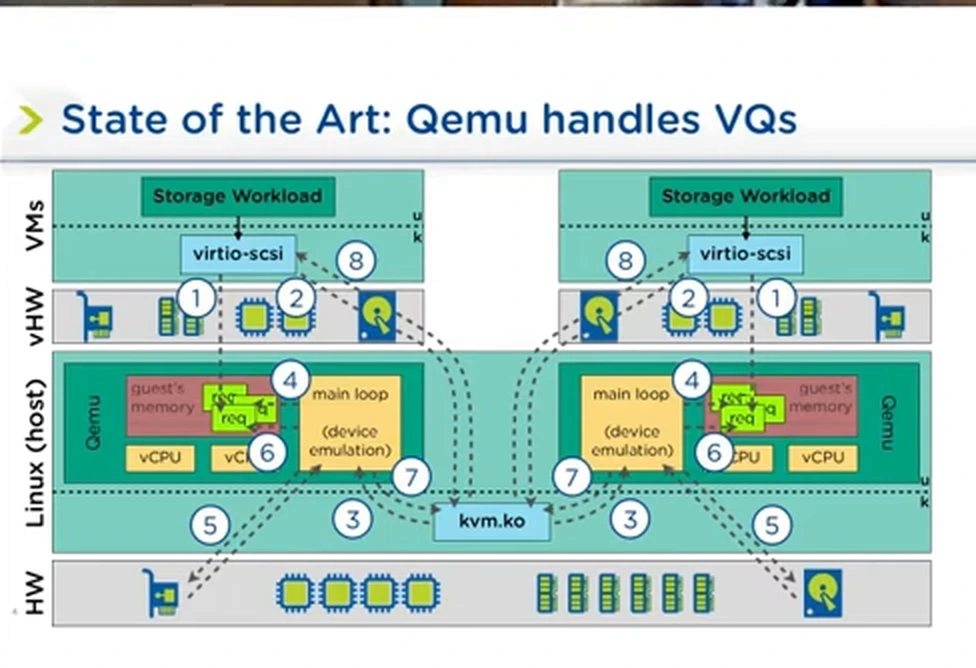 State of the Art: Qemu handles VQs
VMs
Storage Workload
Storage Workload
u
k
u
k
virtio-scsi
virtio-scsi
8
8
vHW
1
2
2
1
Linux (host)
Qemu
guest's
memory
req
req
4
main loop
(device
emulation)
vCPU
6
7
main loop
(device
emulation)
4
req
req
guest's
memory
Qemu
7
6
vCPU
u
k
5
3
kvm.ko
3
5
HW